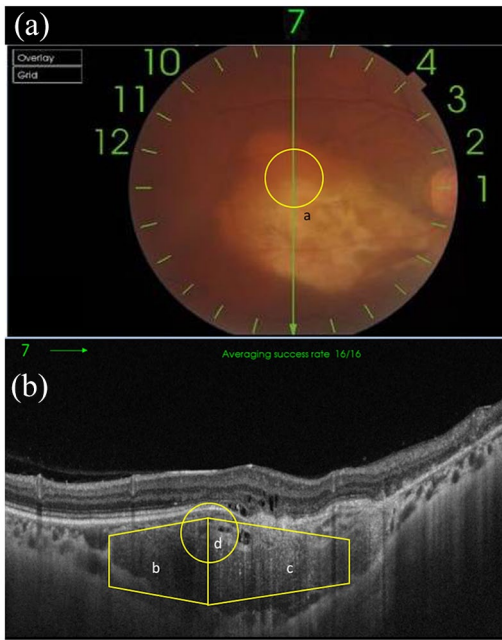 (a)
7
Overlay
Grid
10
4
11
3
12
2
1
a
7
Averaging success rate 16/16
(b)
d
b
c